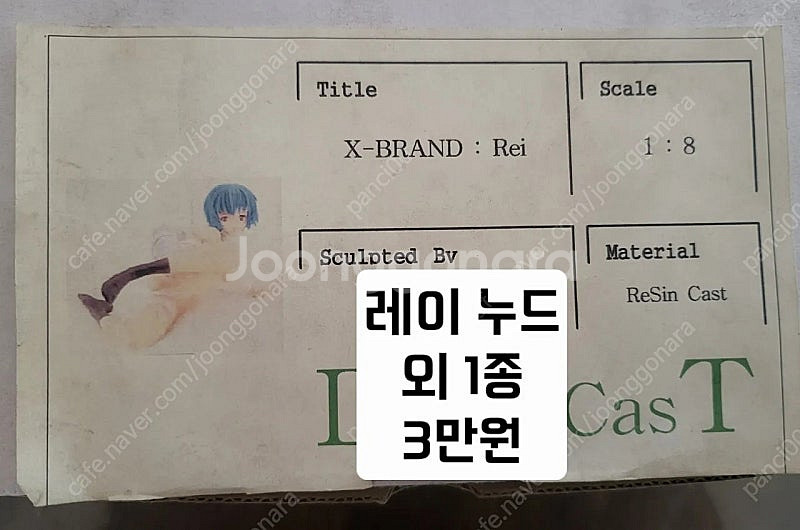 Title
X-BRAND : Rei
Scale
1 : 8
Sculpted By
Material
ReSin Cast
레이 누드
외 1종
3만원
CasT
Joonggonara
cafe.naver.com/joonggonara